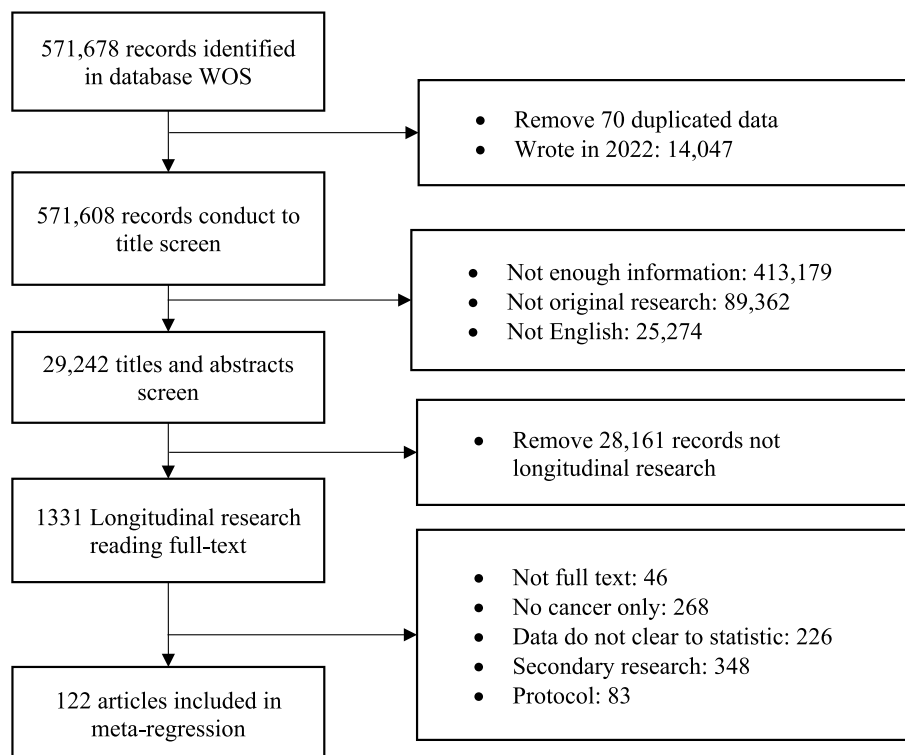 571,678 records identified
in database WOS
• Remove 70 duplicated data
• Wrote in 2022: 14,047
571,608 records conduct to
title screen
• Not enough information: 413,179
• Not original research: 89,362
• Not English: 25,274
29,242 titles and abstracts
screen
• Remove 28,161 records not
longitudinal research
1331 Longitudinal research
reading full-text
• Not full text: 46
• No cancer only: 268
• Data do not clear to statistic: 226
• Secondary research: 348
• Protocol: 83
122 articles included in
meta-regression